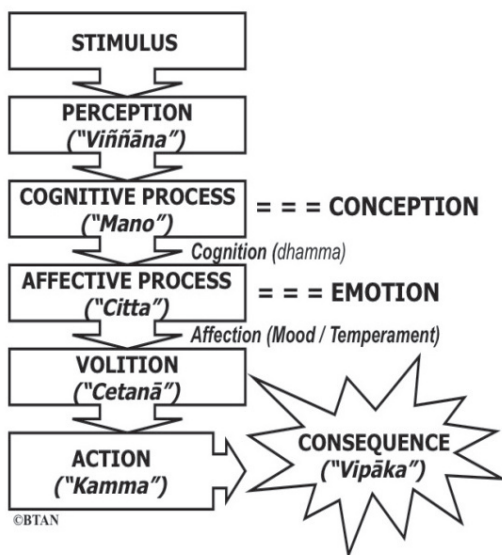 STIMULUS
PERCEPTION
("Viññāna")
COGNITIVE PROCESS = = = CONCEPTION
("Mano")
Cognition (dhamma)
AFFECTIVE PROCESS = = = EMOTION
("Citta")
Affection (Mood / Temperament)
VOLITION
("Cetanā")
ACTION
("Kamma")
CONSEQUENCE
("Vipāka")
©BTAN